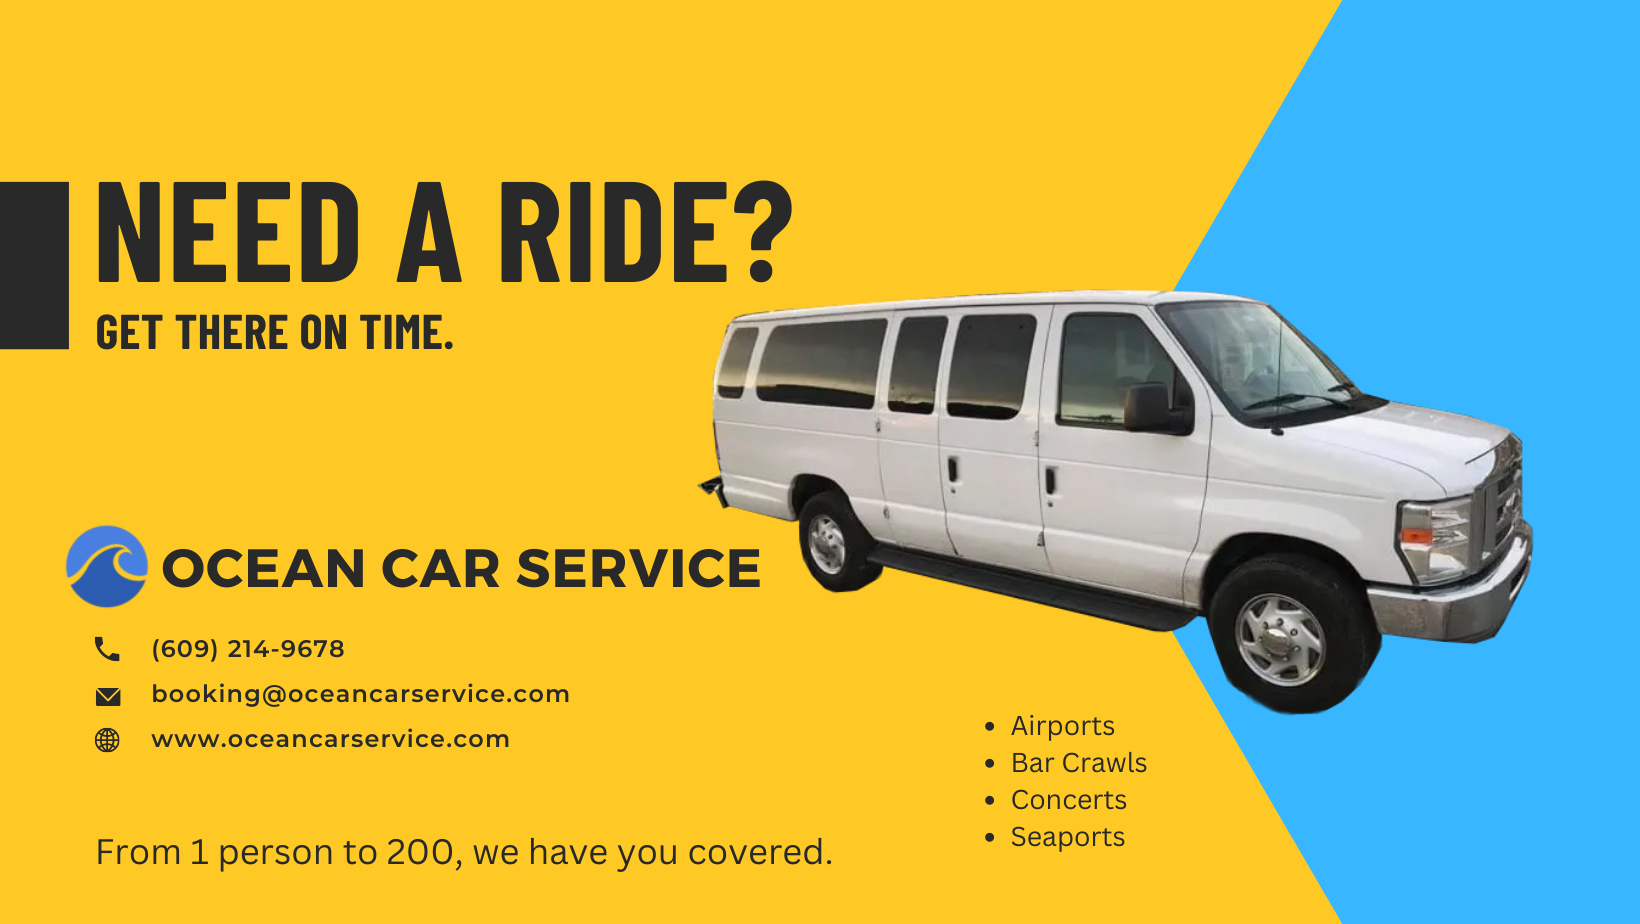 NEED A RIDE?
GET THERE ON TIME.
OCEAN CAR SERVICE
(609) 214-9678
booking@oceancarservice.com
www.oceancarservice.com
From 1 person to 200, we have you covered.
Airports
Bar Crawls
Concerts
Seaports